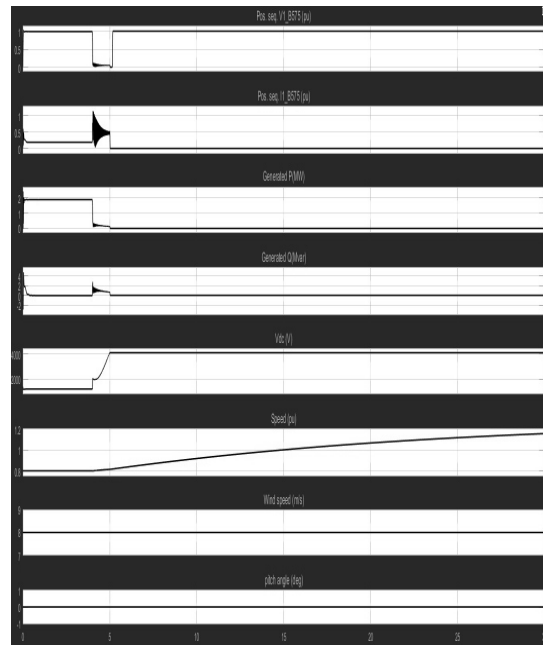 Pos. seq. V1_B575 (pu)
1
0.5
0
Pos. seq. I1_B575 (pu)
1
0.5
0
Generated P(MW)
2
1
0
Generated Q(Mvar)
4
2
0
-2
Vdc (V)
4000
2000
Speed (pu)
1.2
1
0.8
Wind speed (m/s)
9
8
7
pitch angle (deg)
1
0
-1
0 5 10 15 20 25